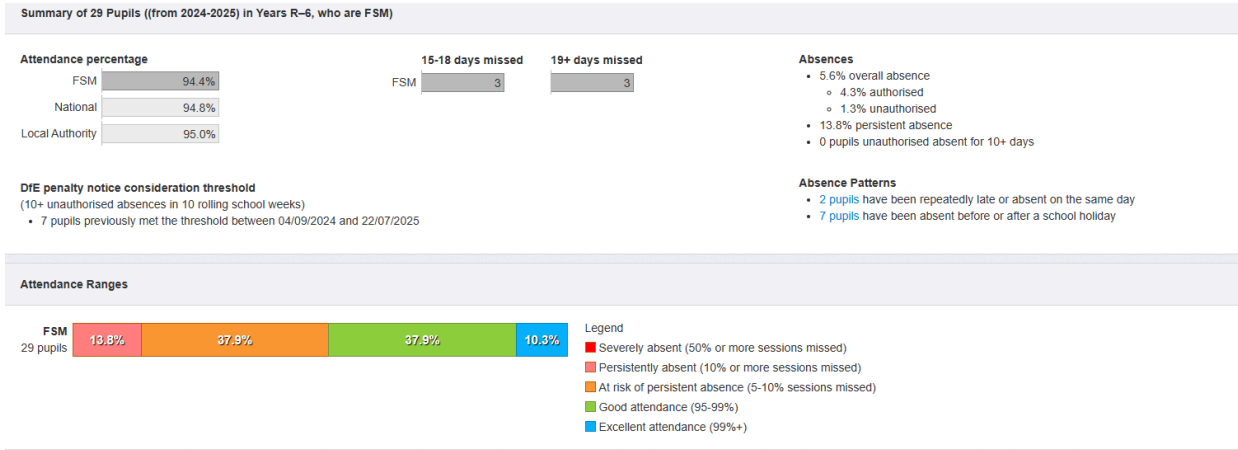 Summary of 29 Pupils ((from 2024-2025) in Years R–6, who are FSM)
Attendance percentage
FSM 94.4%
National 94.8%
Local Authority 95.0%
15-18 days missed 19+ days missed
FSM 3 3
Absences
• 5.6% overall absence
◦ 4.3% authorised
◦ 1.3% unauthorised
• 13.8% persistent absence
• 0 pupils unauthorised absent for 10+ days
DfE penalty notice consideration threshold
(10+ unauthorised absences in 10 rolling school weeks)
• 7 pupils previously met the threshold between 04/09/2024 and 22/07/2025
Absence Patterns
• 2 pupils have been repeatedly late or absent on the same day
• 7 pupils have been absent before or after a school holiday
Attendance Ranges
FSM
29 pupils
13.8% 37.9% 37.9% 10.3%
Legend
Severely absent (50% or more sessions missed)
Persistently absent (10% or more sessions missed)
At risk of persistent absence (5-10% sessions missed)
Good attendance (95-99%)
Excellent attendance (99%+)